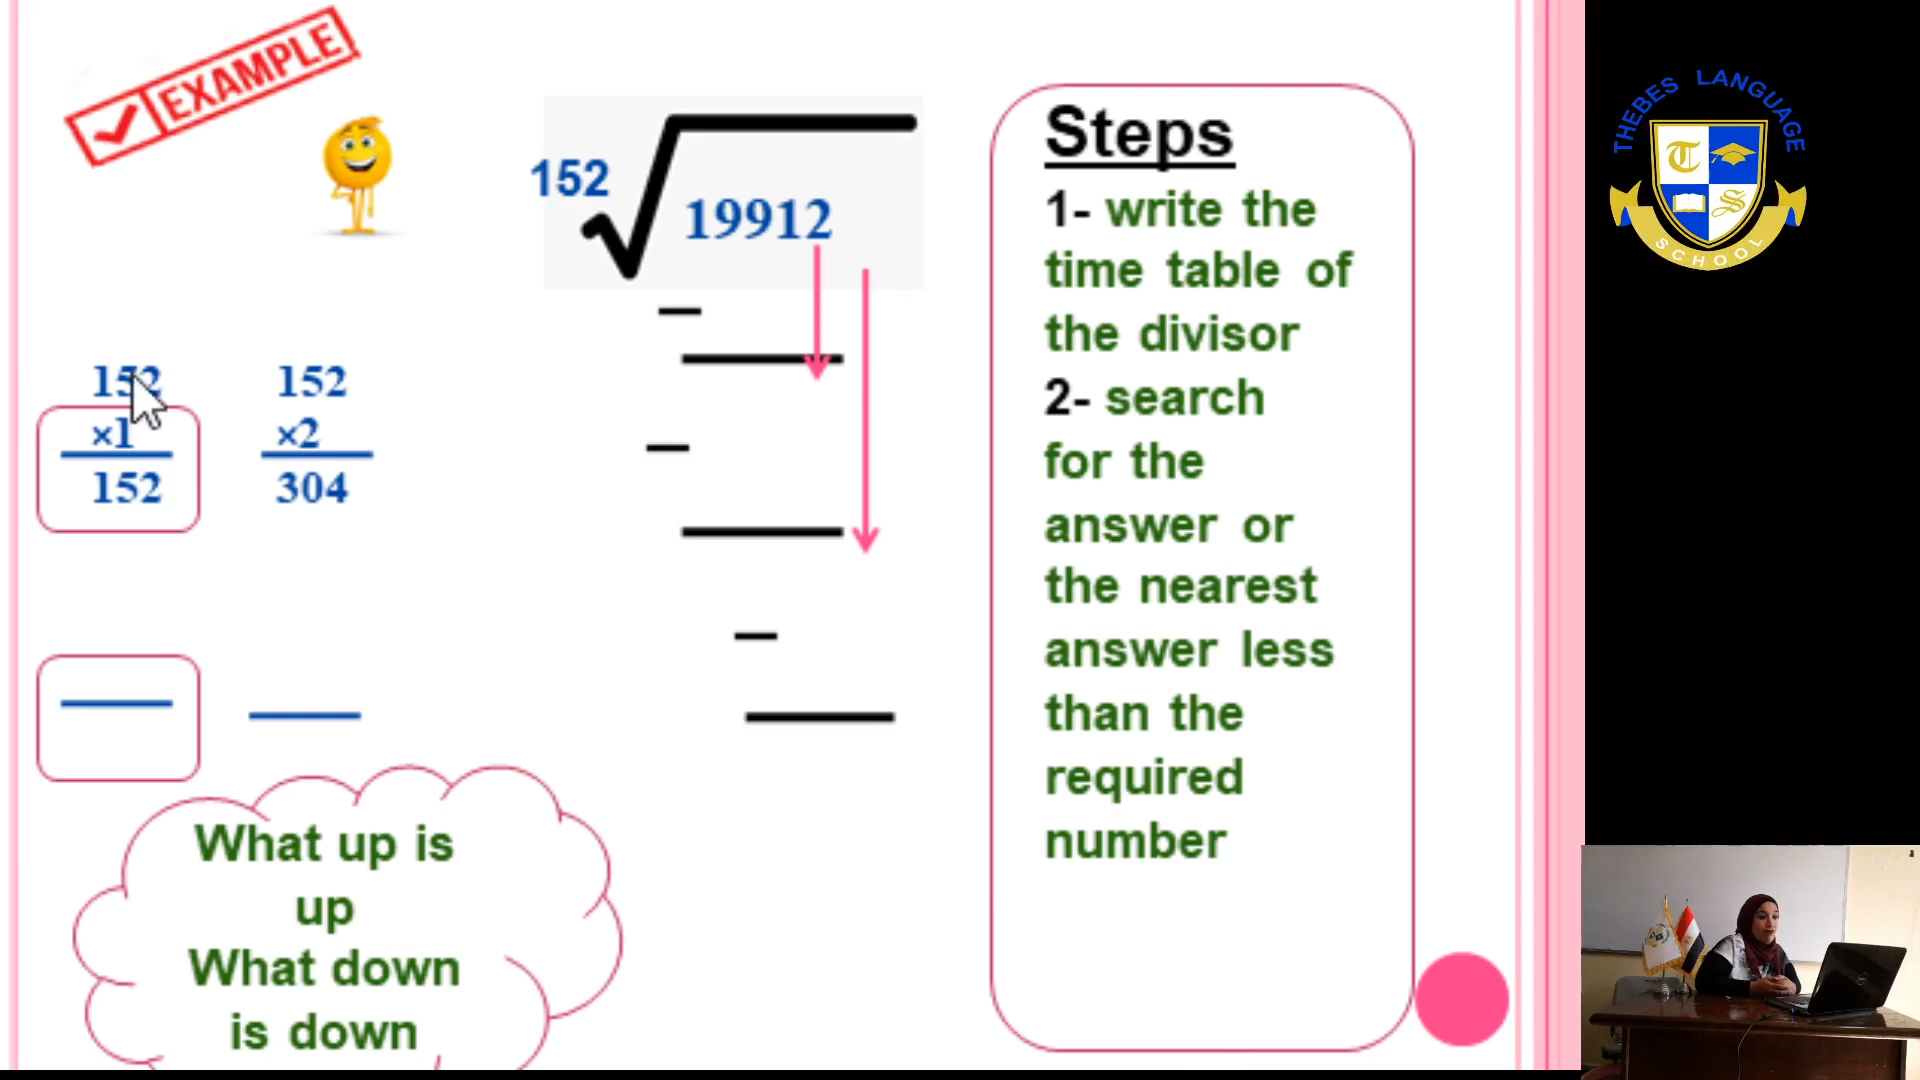 EXAMPLE
152
19912
152
×1
152
152
×2
304
What up is
up
What down
is down
Steps
1- write the
time table of
the divisor
2- search
for the
answer or
the nearest
answer less
than the
required
number
THEBES LANGUAGE
T
S
SCHOOL